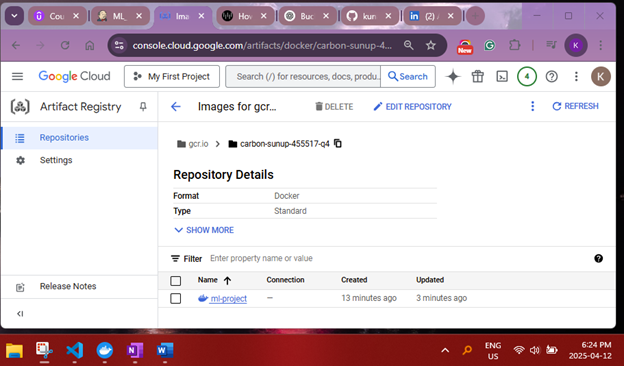 Cou
ML_
Ima
Hov
Buc
kun
(2) /
console.cloud.google.com/artifacts/docker/carbon-sunup-4...
New
K
Google Cloud
My First Project
Search (/) for resources, docs, produ...
Search
4
K
Artifact Registry
Images for gcr...
DELETE
EDIT REPOSITORY
REFRESH
Repositories
Settings
gcr.io
carbon-sunup-455517-q4
Repository Details
Format Docker
Type Standard
SHOW MORE
Filter Enter property name or value
Name Connection Created Updated
ml-project — 13 minutes ago 3 minutes ago
Release Notes
ENG
US
6:24 PM
2025-04-12